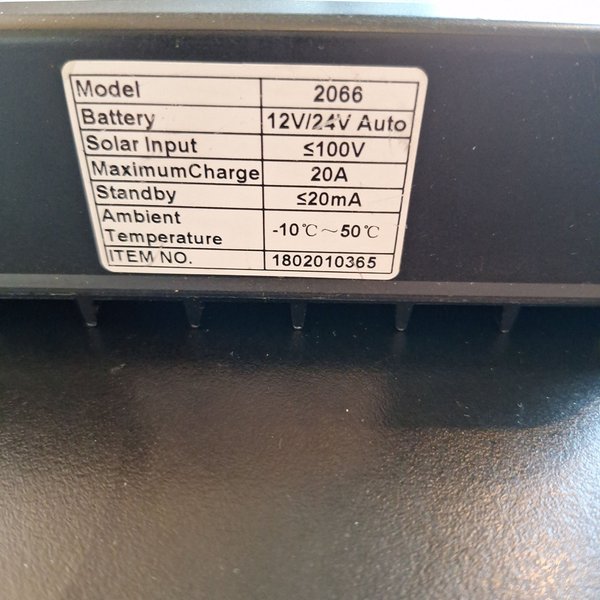 Model 2066
Battery 12V/24V Auto
Solar Input ≤100V
MaximumCharge 20A
Standby ≤20mA
Ambient
Temperature -10℃～50℃
ITEM NO. 1802010365